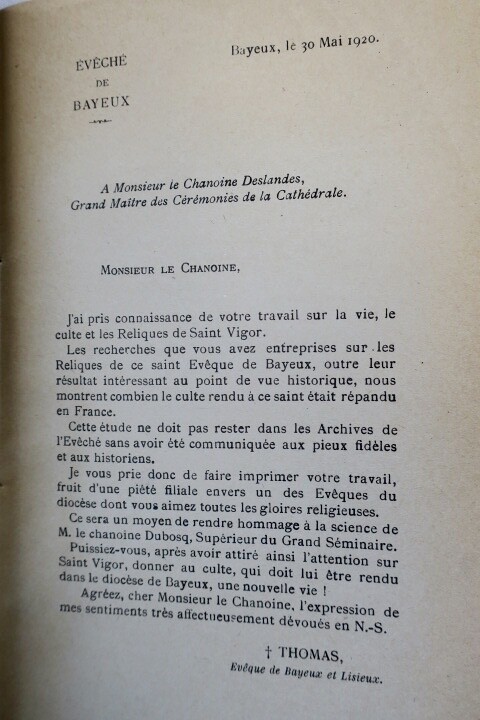 ÉVÊCHÉ
DE
BAYEUX
Bayeux, le 30 Mai 1920.
A Monsieur le Chanoine Deslandes,
Grand Maître des Cérémonies de la Cathédrale.
MONSIEUR LE CHANOINE,
J'ai pris connaissance de votre travail sur la vie, le
culte et les Reliques de Saint Vigor.
Les recherches que vous avez entreprises sur les
Reliques de ce saint Evêque de Bayeux, outre leur
résultat intéressant au point de vue historique, nous
montrent combien le culte rendu à ce saint était répandu
en France.
Cette étude ne doit pas rester dans les Archives de
l'Evêché sans avoir été communiquée aux pieux fidèles
et aux historiens.
Je vous prie donc de faire imprimer votre travail,
fruit d'une piété filiale envers un des Evêques du
diocèse dont vous aimez toutes les gloires religieuses.
Ce sera un moyen de rendre hommage à la science de
M. le chanoine Dubosq, Supérieur du Grand Séminaire.
Puissiez-vous, après avoir attiré ainsi l'attention sur
Saint Vigor, donner au culte, qui doit lui être rendu
dans le diocèse de Bayeux, une nouvelle vie !
Agréez, cher Monsieur le Chanoine, l'expression de
mes sentiments très affectueusement dévoués en N.-S.
† THOMAS,
Evêque de Bayeux et Lisieux.